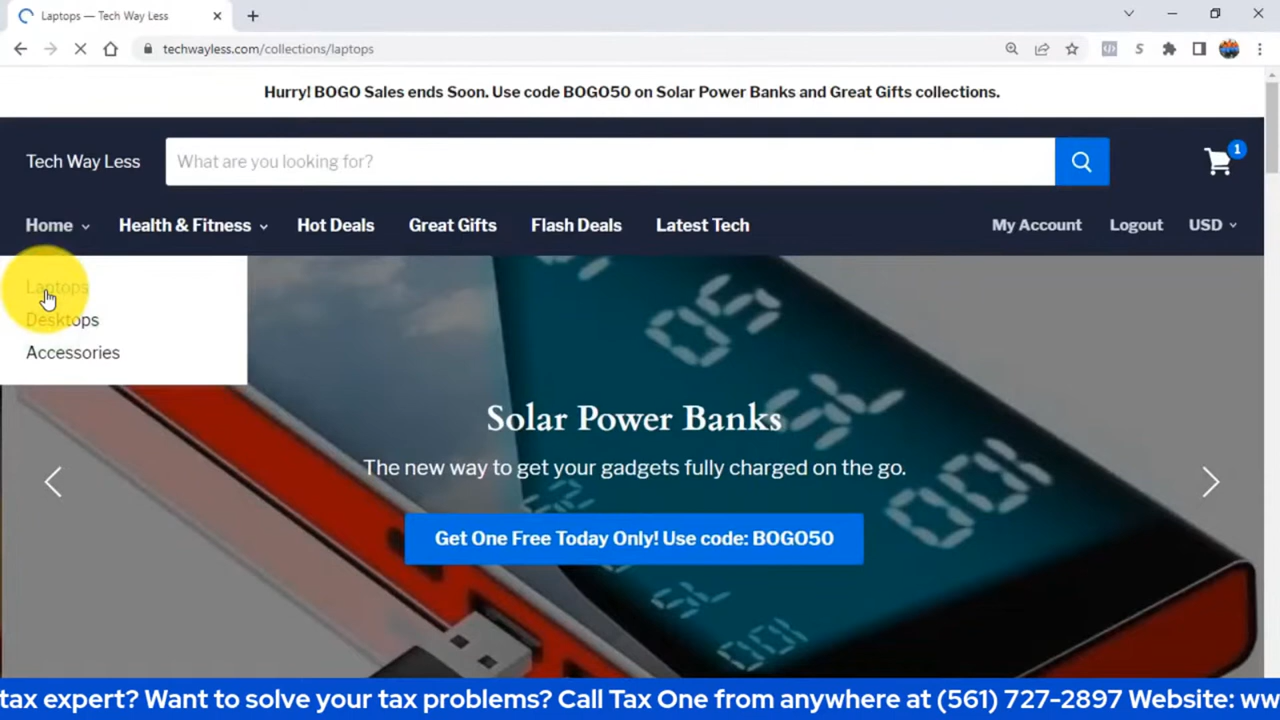 Laptops — Tech Way Less
techwayless.com/collections/laptops
Hurry! BOGO Sales ends Soon. Use code BOGO50 on Solar Power Banks and Great Gifts collections.
Tech Way Less
What are you looking for?
1
Home
Health & Fitness
Hot Deals
Great Gifts
Flash Deals
Latest Tech
My Account
Logout
USD
Laptops
Desktops
Accessories
Solar Power Banks
The new way to get your gadgets fully charged on the go.
Get One Free Today Only! Use code: BOGO50
tax expert? Want to solve your tax problems? Call Tax One from anywhere at (561) 727-2897 Website: ww